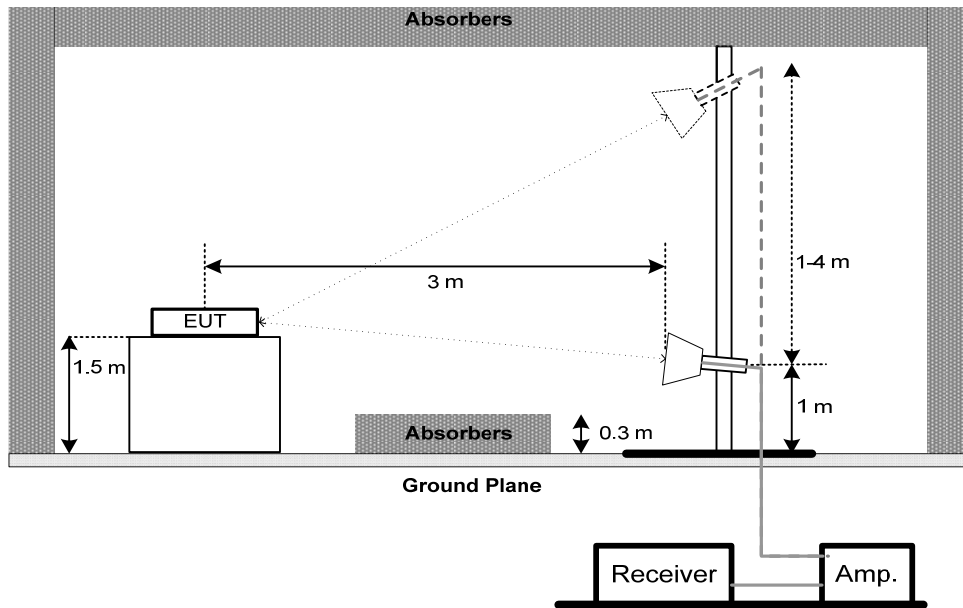 Absorbers
3 m
1-4 m
EUT
1.5 m
1 m
Absorbers
0.3 m
Ground Plane
Receiver
Amp.